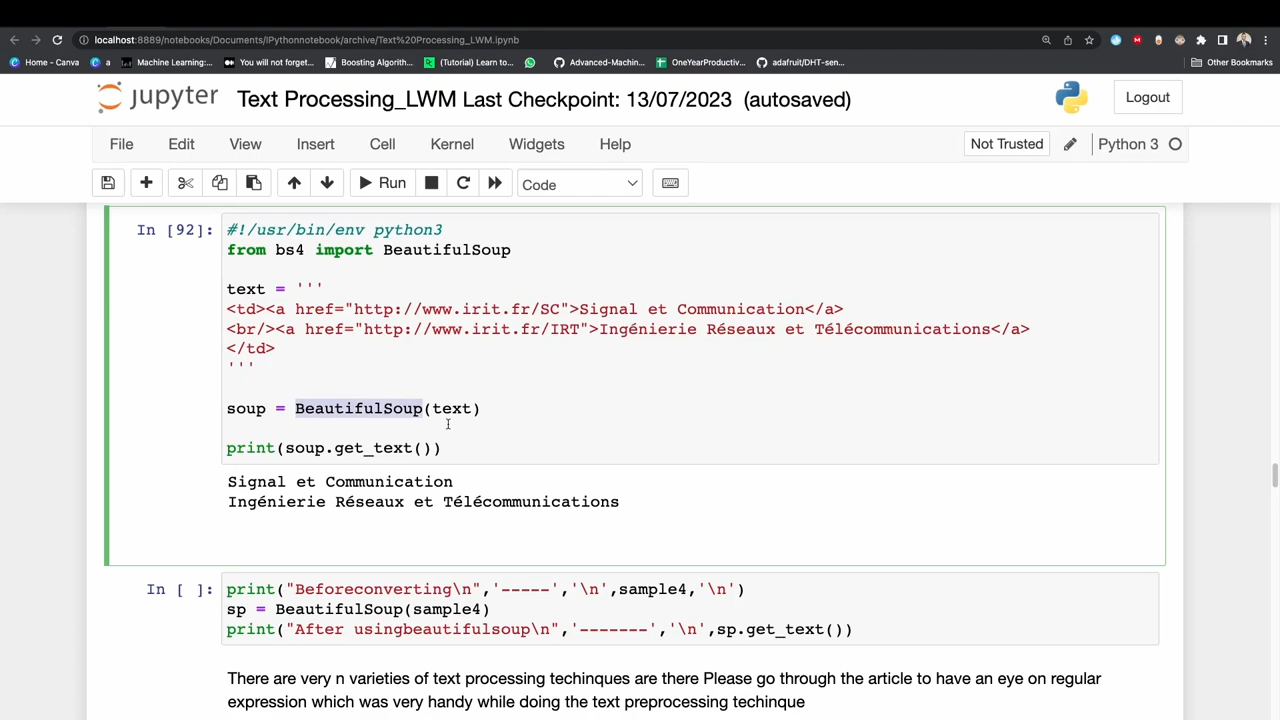 localhost:8889/notebooks/Documents/IPythonnotebook/archive/Text%20Processing_LWM.ipynb
Home - Canva
a
Machine Learning:...
You will not forget...
Boosting Algorith...
(Tutorial) Learn to...
Advanced-Machin...
OneYearProductiv...
adafruit/DHT-sen...
Other Bookmarks
jupyter
Text Processing_LWM Last Checkpoint: 13/07/2023 (autosaved)
Logout
File Edit View Insert Cell Kernel Widgets Help
Not Trusted
Python 3
Run
Code
In [92]:
#!/usr/bin/env python3
from bs4 import BeautifulSoup
text = '''
<td><a href="http://www.irit.fr/SC">Signal et Communication</a>
<br/><a href="http://www.irit.fr/IRT">Ingénierie Réseaux et Télécommunications</a>
</td>
'''
soup = BeautifulSoup(text)
print(soup.get_text())
Signal et Communication
Ingénierie Réseaux et Télécommunications
In [ ]:
print("Beforeconverting\n",'-----','\n',sample4,'\n')
sp = BeautifulSoup(sample4)
print("After usingbeautifulsoup\n",'-------','\n',sp.get_text())
There are very n varieties of text processing techinques are there Please go through the article to have an eye on regular
expression which was very handy while doing the text preprocessing techinque